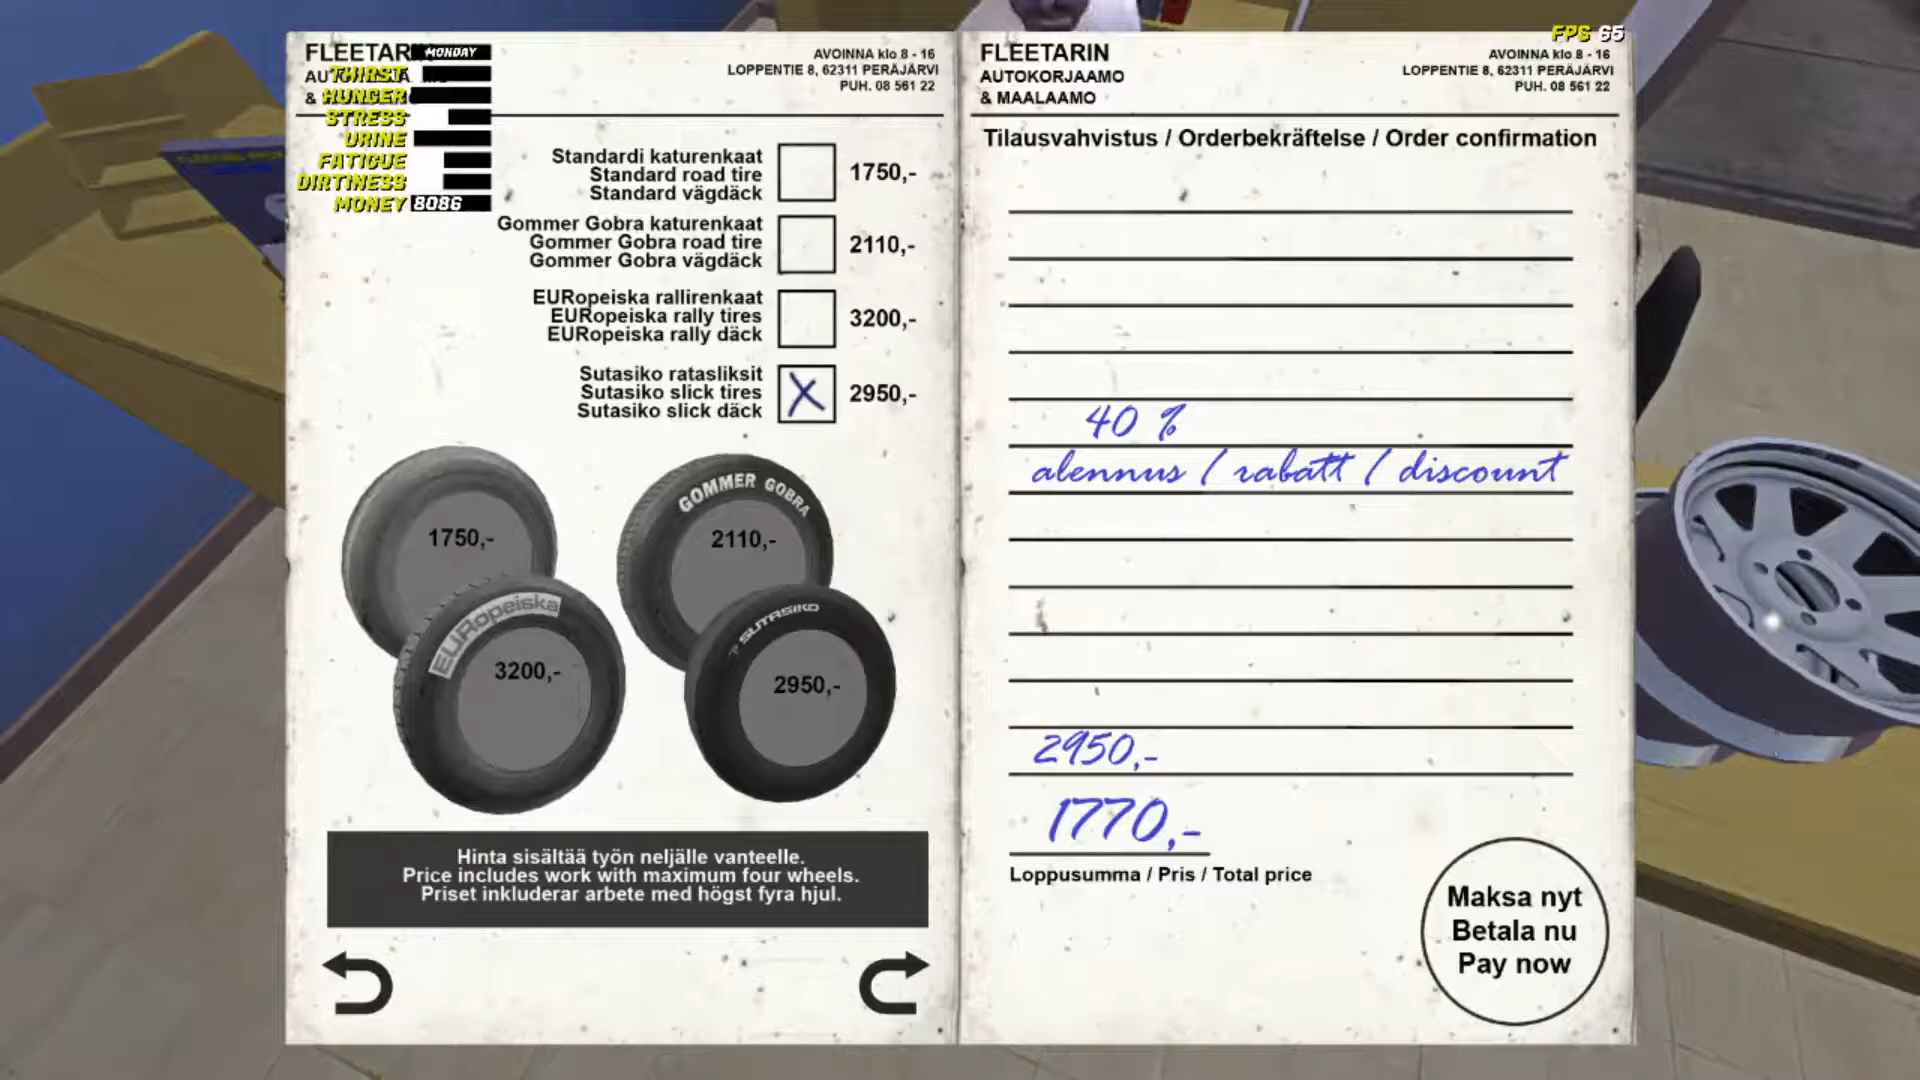 FPS 65
MONDAY
THIRST
HUNGER
STRESS
URINE
FATIGUE
DIRTINESS
MONEY 8086
AVOINNA klo 8 - 16
LOPPENTIE 8, 62311 PERÄJÄRVI
PUH. 08 561 22
Standardi katurenkaat
Standard road tire
Standard vägdäck
1750,-
Gommer Gobra katurenkaat
Gommer Gobra road tire
Gommer Gobra vägdäck
2110,-
EURopeiska rallirenkaat
EURopeiska rally tires
EURopeiska rally däck
3200,-
Sutasiko ratasliksit
Sutasiko slick tires
Sutasiko slick däck
X
2950,-
1750,-
GOMMER GOBRA
2110,-
EURopeiska
3200,-
SUTASIKO
2950,-
Hinta sisältää työn neljälle vanteelle.
Price includes work with maximum four wheels.
Priset inkluderar arbete med högst fyra hjul.
FLEETARIN
AUTOKORJAAMO
& MAALAAMO
AVOINNA klo 8 - 16
LOPPENTIE 8, 62311 PERÄJÄRVI
PUH. 08 561 22
Tilausvahvistus / Orderbekräftelse / Order confirmation
40 %
alennus / rabatt / discount
2950,-
1770,-
Loppusumma / Pris / Total price
Maksa nyt
Betala nu
Pay now